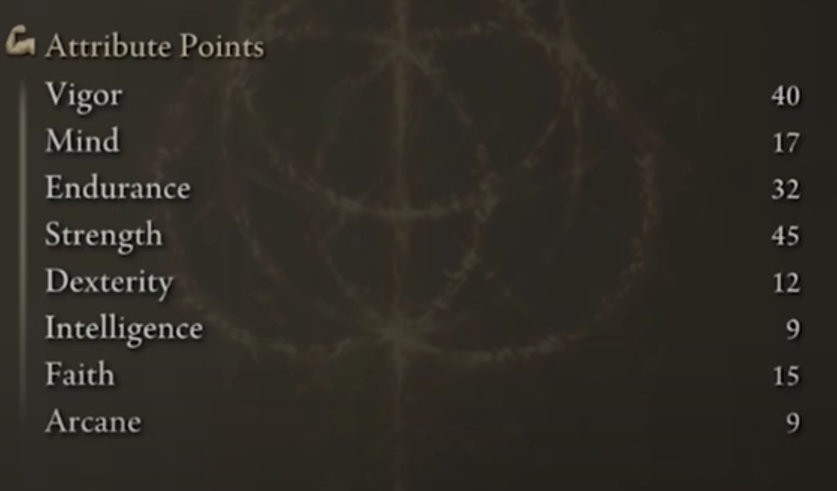 Attribute Points
Vigor 40
Mind 17
Endurance 32
Strength 45
Dexterity 12
Intelligence 9
Faith 15
Arcane 9